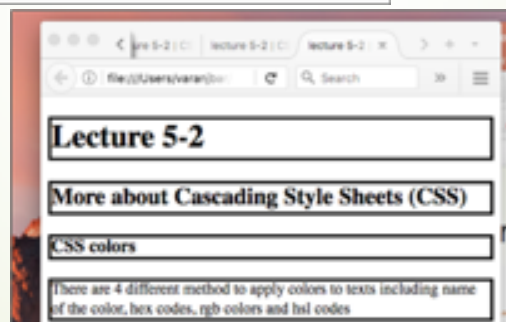 lecture 5-2 | lecture 5-2
Search
Lecture 5-2
More about Cascading Style Sheets (CSS)
CSS colors
There are 4 different method to apply colors to texts including name
of the color, hex codes, rgb colors and hsl codes